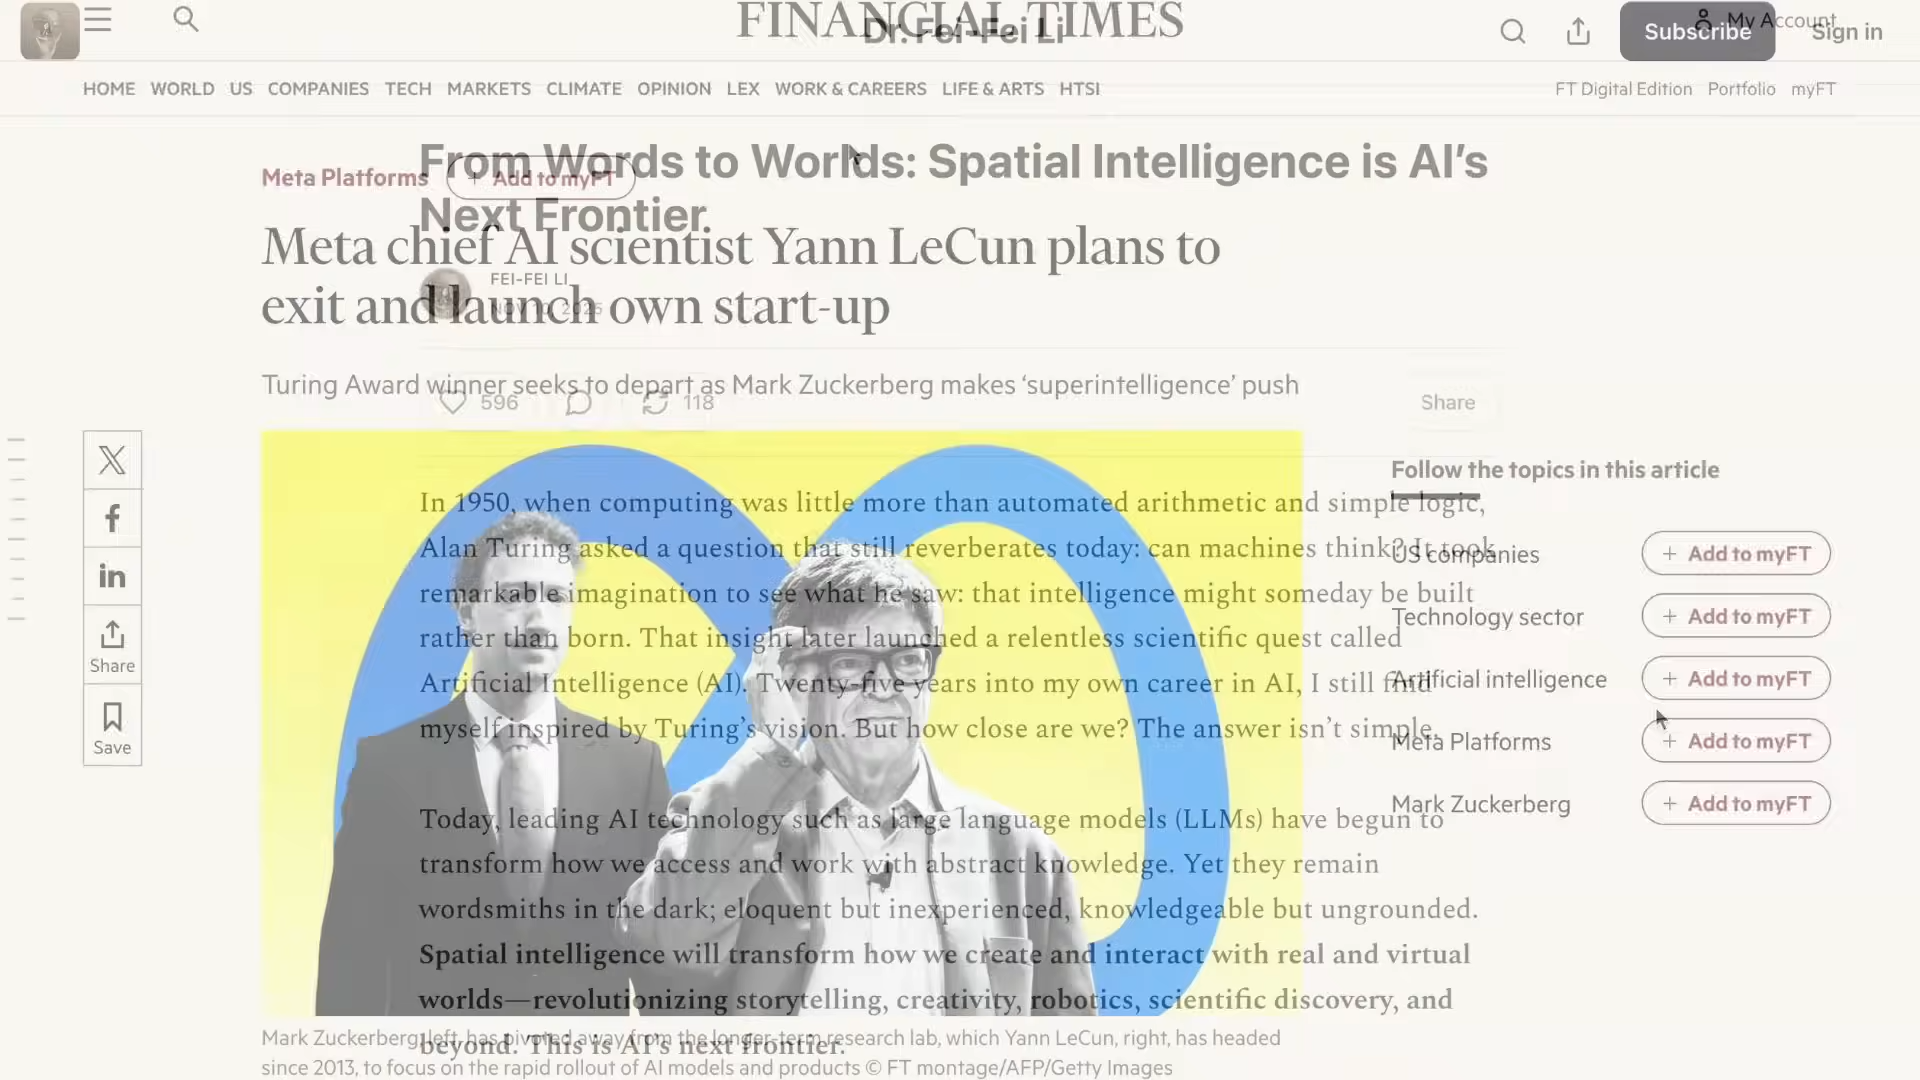 FINANCIAL TIMES
Dr. Fei-Fei Li
My Account
Subscribe
Sign in
HOME WORLD US COMPANIES TECH MARKETS CLIMATE OPINION LEX WORK & CAREERS LIFE & ARTS HTSI
FT Digital Edition Portfolio myFT
Meta Platforms
+ Add to myFT
Meta chief AI scientist Yann LeCun plans to
exit and launch own start-up
Turing Award winner seeks to depart as Mark Zuckerberg makes ‘superintelligence’ push
From Words to Worlds: Spatial Intelligence is AI’s
Next Frontier
FEI-FEI LI
NOV 10, 2025
596
118
Share
In 1950, when computing was little more than automated arithmetic and simple logic,
Alan Turing asked a question that still reverberates today: can machines think? It took
remarkable imagination to see what he saw: that intelligence might someday be built
rather than born. That insight later launched a relentless scientific quest called
Artificial Intelligence (AI). Twenty-five years into my own career in AI, I still find
myself inspired by Turing’s vision. But how close are we? The answer isn’t simple.
Today, leading AI technology such as large language models (LLMs) have begun to
transform how we access and work with abstract knowledge. Yet they remain
wordsmiths in the dark; eloquent but inexperienced, knowledgeable but ungrounded.
Spatial intelligence will transform how we create and interact with real and virtual
worlds—revolutionizing storytelling, creativity, robotics, scientific discovery, and
beyond. This is AI’s next frontier.
Share
Save
Follow the topics in this article
US companies
+ Add to myFT
Technology sector
+ Add to myFT
Artificial intelligence
+ Add to myFT
Meta Platforms
+ Add to myFT
Mark Zuckerberg
+ Add to myFT
Mark Zuckerberg, left, has pivoted away from the longer-term research lab, which Yann LeCun, right, has headed
since 2013, to focus on the rapid rollout of AI models and products © FT montage/AFP/Getty Images